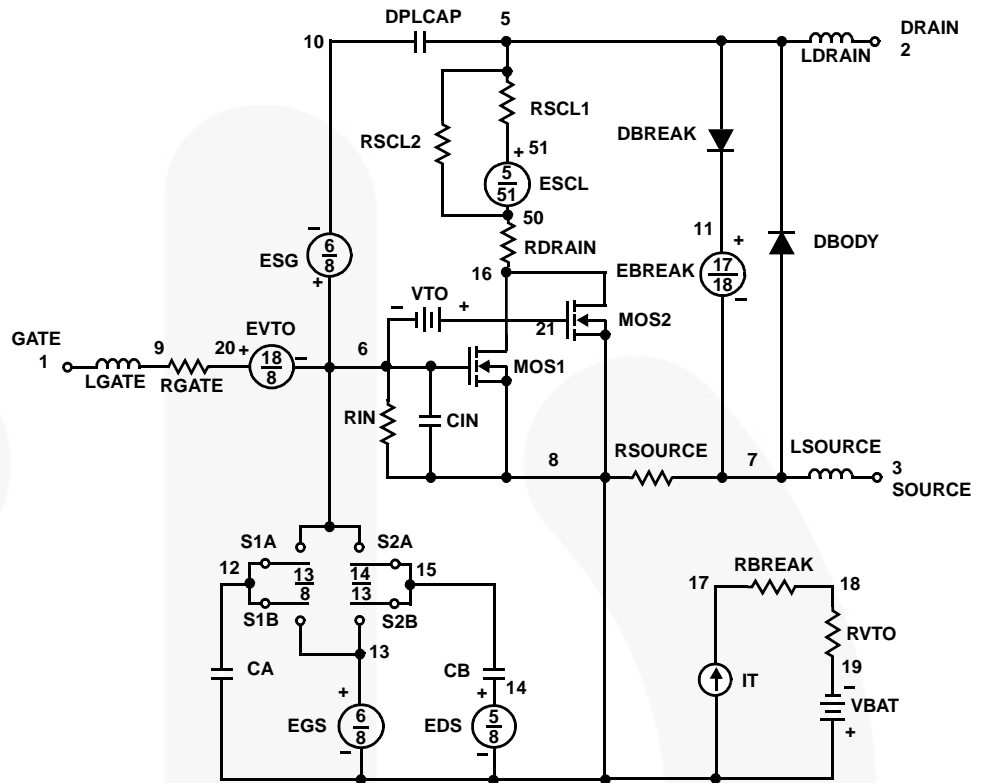 DPLCAP 5 DRAIN
10 2
LDRAIN
RSCL1
RSCL2 DBREAK
+ 51
5
51
ESCL
50
RDRAIN
11 +
DBODY
− 6
8
ESG +
16
EBREAK 17
18
−
− VTO +
21 MOS2
GATE
1
9 20 + EVTO
18
8
− 6
MOS1
LGATE RGATE
RIN CIN
8 RSOURCE 7 LSOURCE
3
SOURCE
S1A S2A
12 13
8
14
13
15
S1B S2B
RBREAK
17 18
RVTO
13
19
CA CB
+ + 14
IT −
VBAT
+
EGS 6
8
EDS 5
8
− −